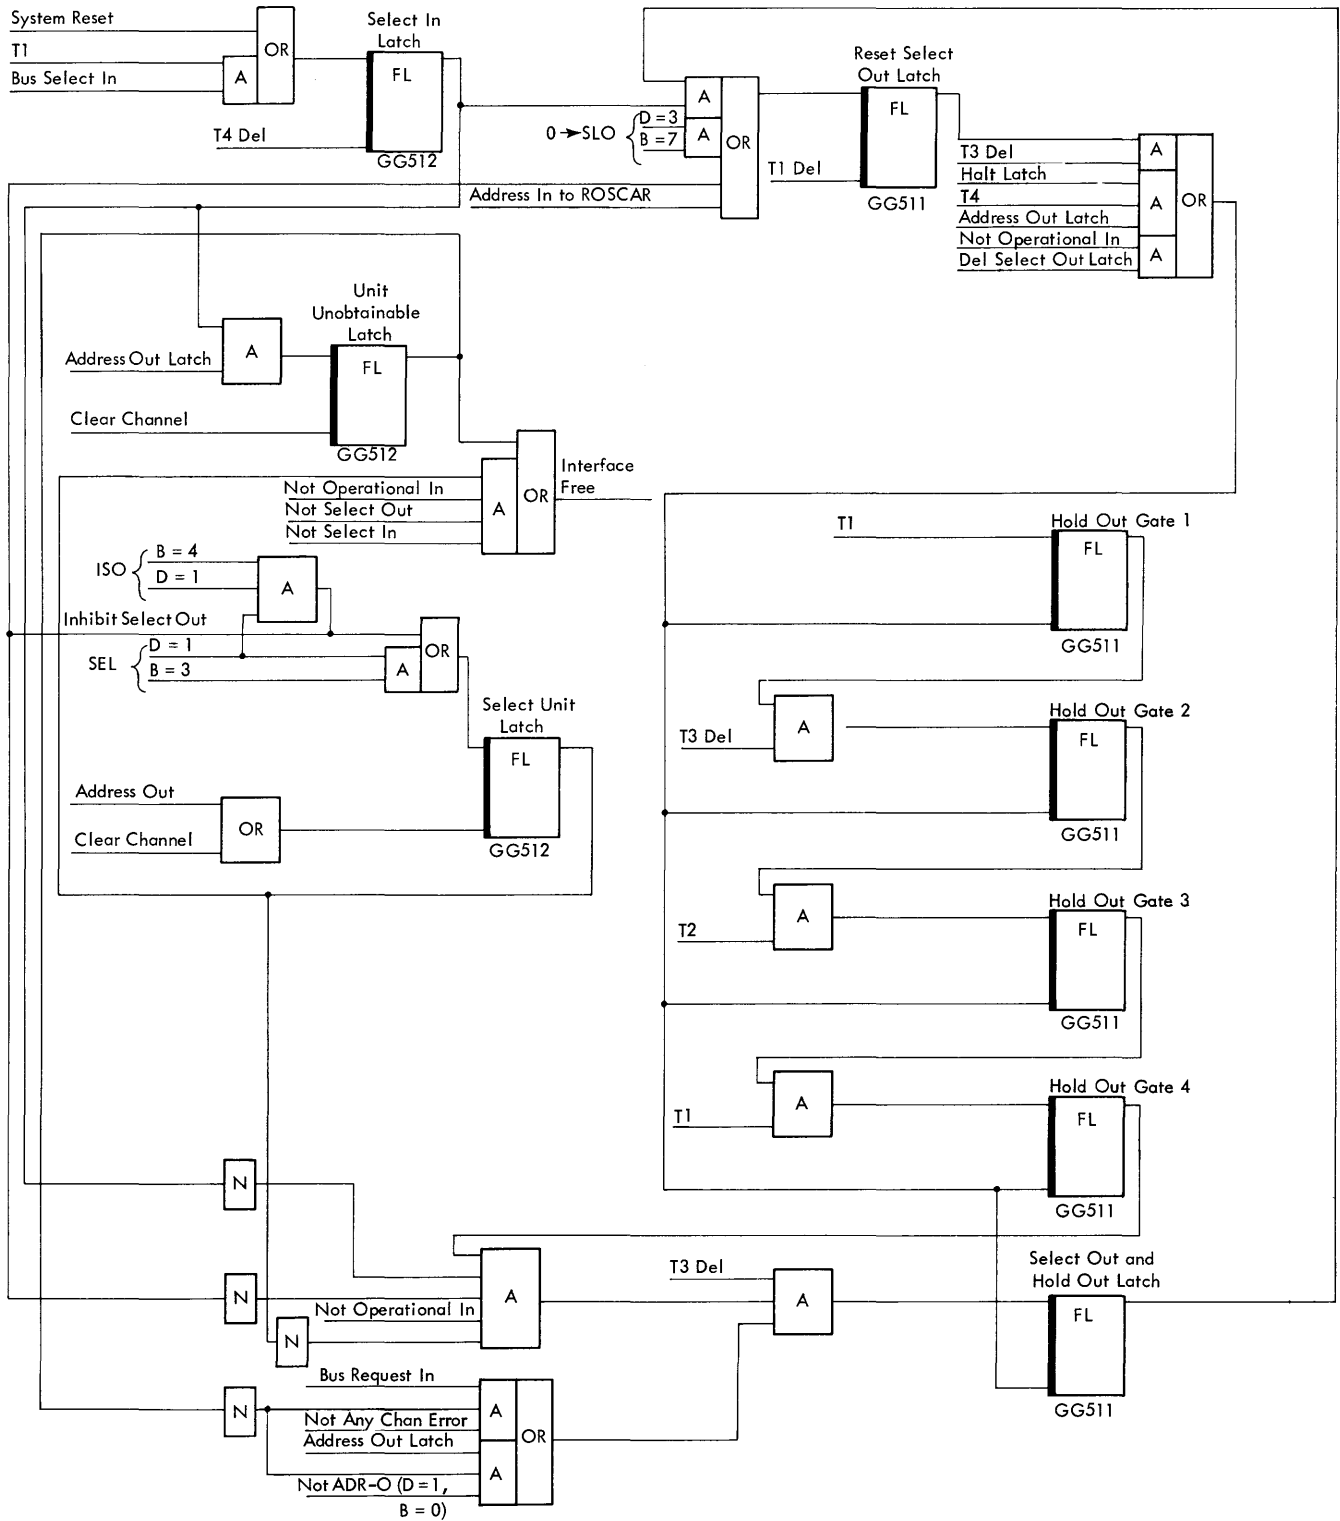 System Reset
T1
Bus Select In
A
OR
T4 Del
Select In
Latch
FL
GG512
0→SLO
D = 3
B = 7
A
A
OR
Address In to ROSCAR
T1 Del
Reset Select
Out Latch
FL
GG511
T3 Del
Halt Latch
T4
Address Out Latch
Not Operational In
Del Select Out Latch
A
A
A
OR
Unit
Unobtainable
Latch
Address Out Latch
A
FL
Clear Channel
GG512
Interface
Free
Not Operational In
Not Select Out
Not Select In
A
OR
ISO
B = 4
D = 1
A
Inhibit Select Out
SEL
D = 1
B = 3
A
OR
Select Unit
Latch
FL
GG512
Address Out
Clear Channel
OR
T1
Hold Out Gate 1
FL
GG511
T3 Del
A
Hold Out Gate 2
FL
GG511
T2
A
Hold Out Gate 3
FL
GG511
T1
A
Hold Out Gate 4
FL
GG511
N
N
Not Operational In
N
A
T3 Del
A
Select Out and
Hold Out Latch
FL
GG511
Bus Request In
N
Not Any Chan Error
Address Out Latch
Not ADR-O (D = 1,
B = 0)
A
A
OR